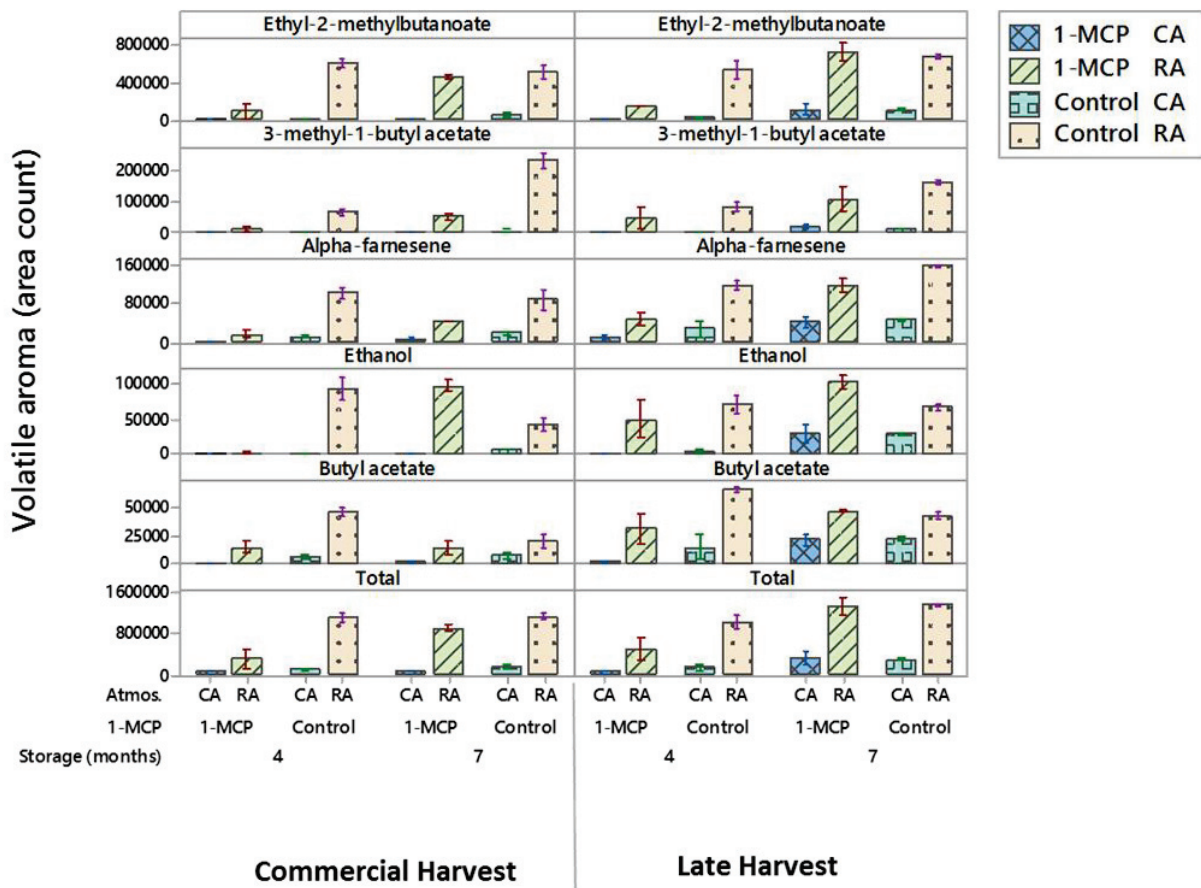 Ethyl-2-methylbutanoate Ethyl-2-methylbutanoate
800000
400000
0
3-methyl-1-butyl acetate 3-methyl-1-butyl acetate
200000
100000
0
Alpha-farnesene Alpha-farnesene
160000
80000
0
Ethanol Ethanol
100000
50000
0
Butyl acetate Butyl acetate
50000
25000
0
Total Total
1600000
800000
0
Volatile aroma (area count)
Atmos. CA RA CA RA CA RA CA RA CA RA CA RA CA RA CA RA
1-MCP 1-MCP Control 1-MCP Control 1-MCP Control 1-MCP Control
Storage (months) 4 7 4 7
Commercial Harvest Late Harvest
1-MCP CA
1-MCP RA
Control CA
Control RA